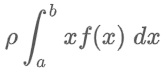 ρ∫ₐᵇ xf(x) dx